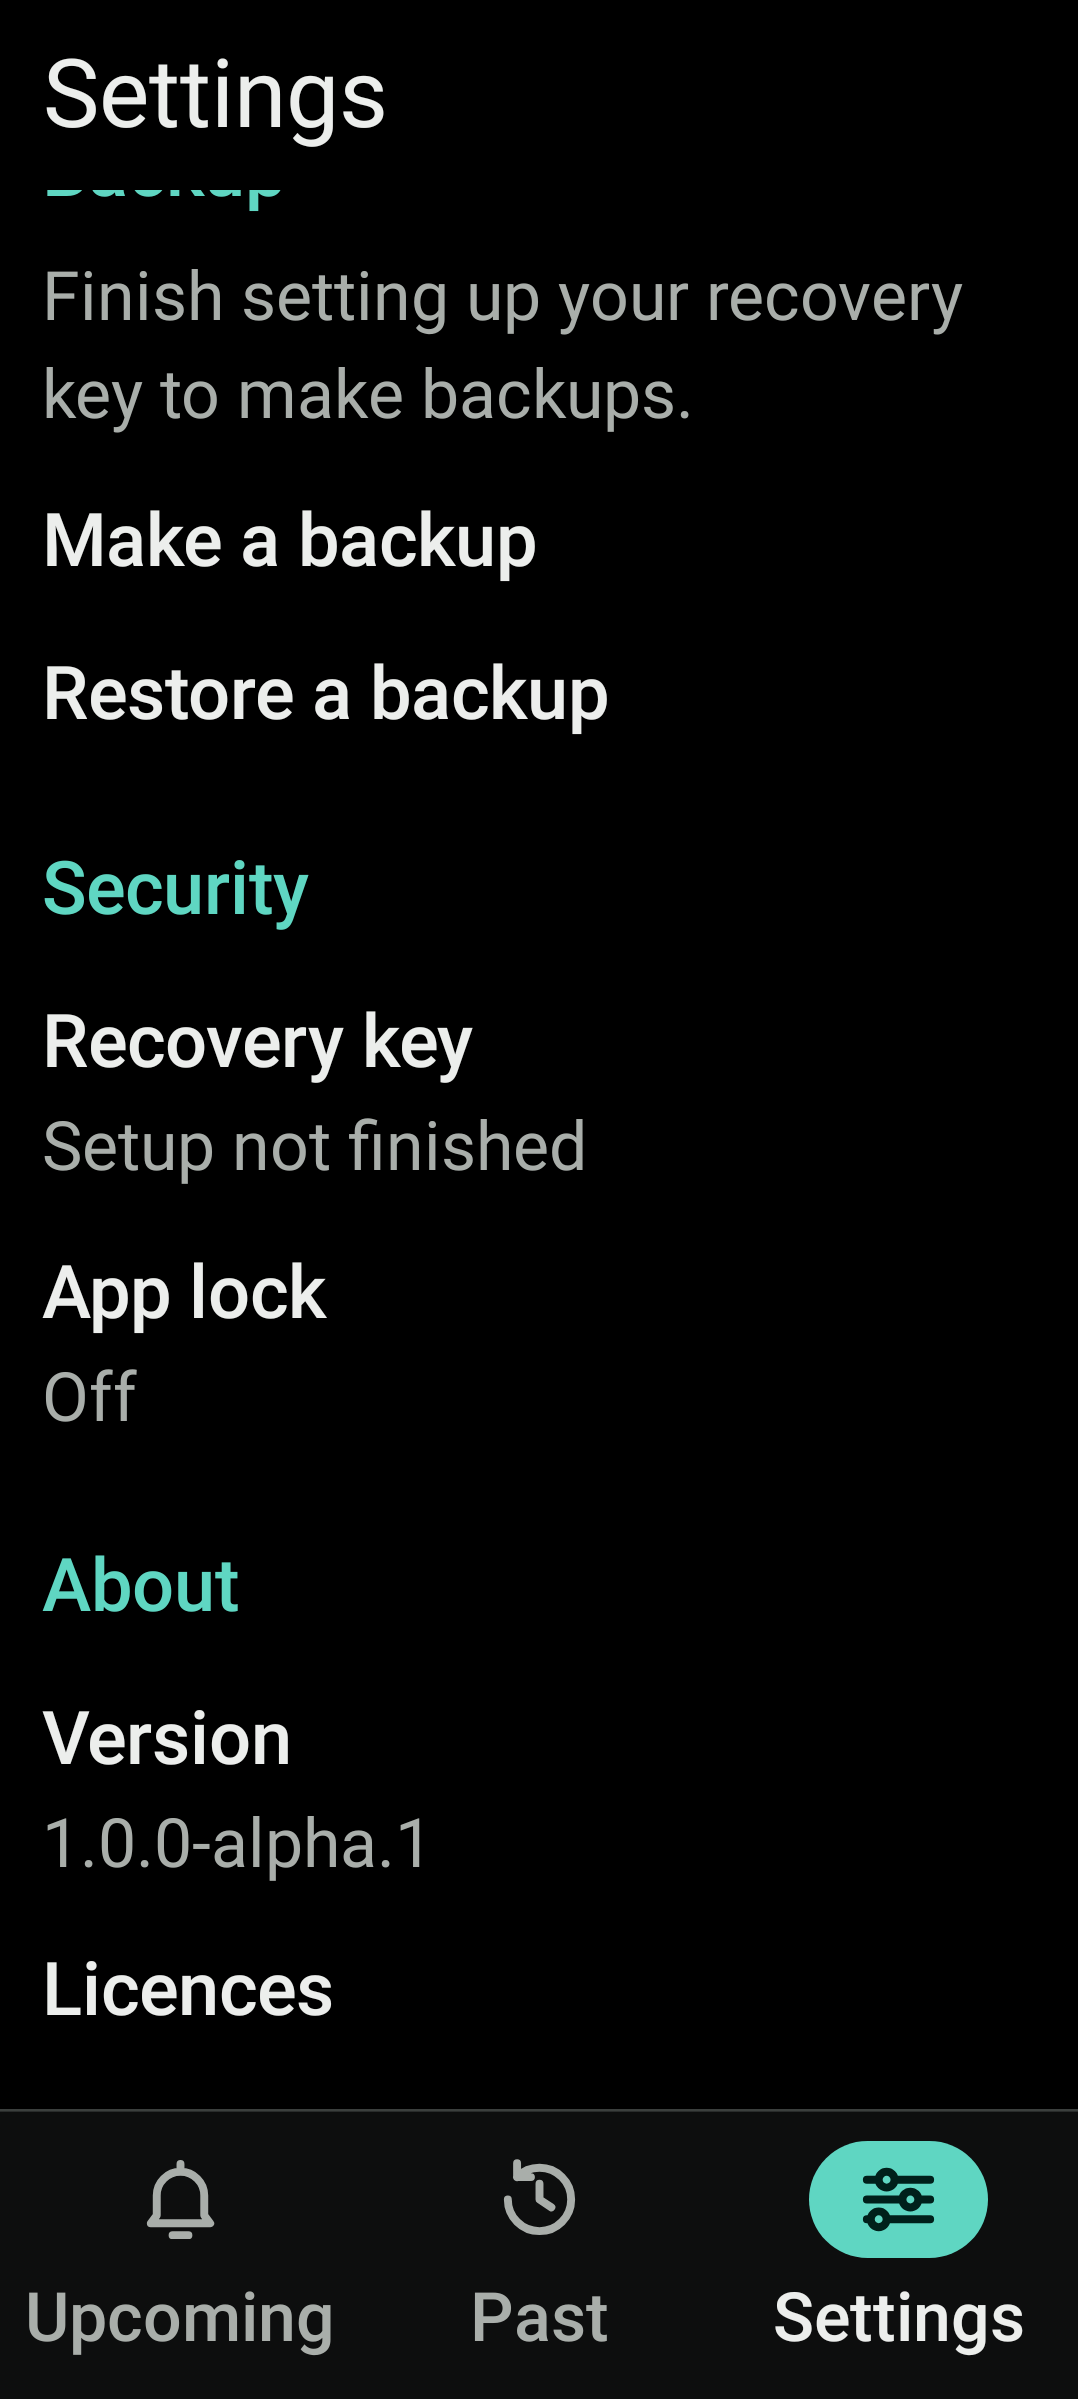 Settings
Backup
Finish setting up your recovery
key to make backups.
Make a backup
Restore a backup
Security
Recovery key
Setup not finished
App lock
Off
About
Version
1.0.0-alpha.1
Licences
Upcoming
Past
Settings